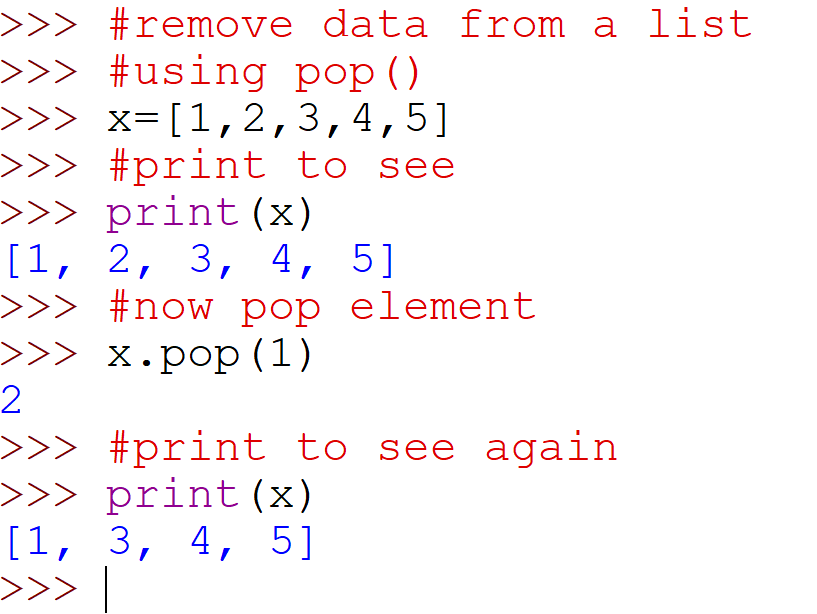 >>> #remove data from a list
>>> #using pop()
>>> x=[1,2,3,4,5]
>>> #print to see
>>> print(x)
[1, 2, 3, 4, 5]
>>> #now pop element
>>> x.pop(1)
2
>>> #print to see again
>>> print(x)
[1, 3, 4, 5]
>>>